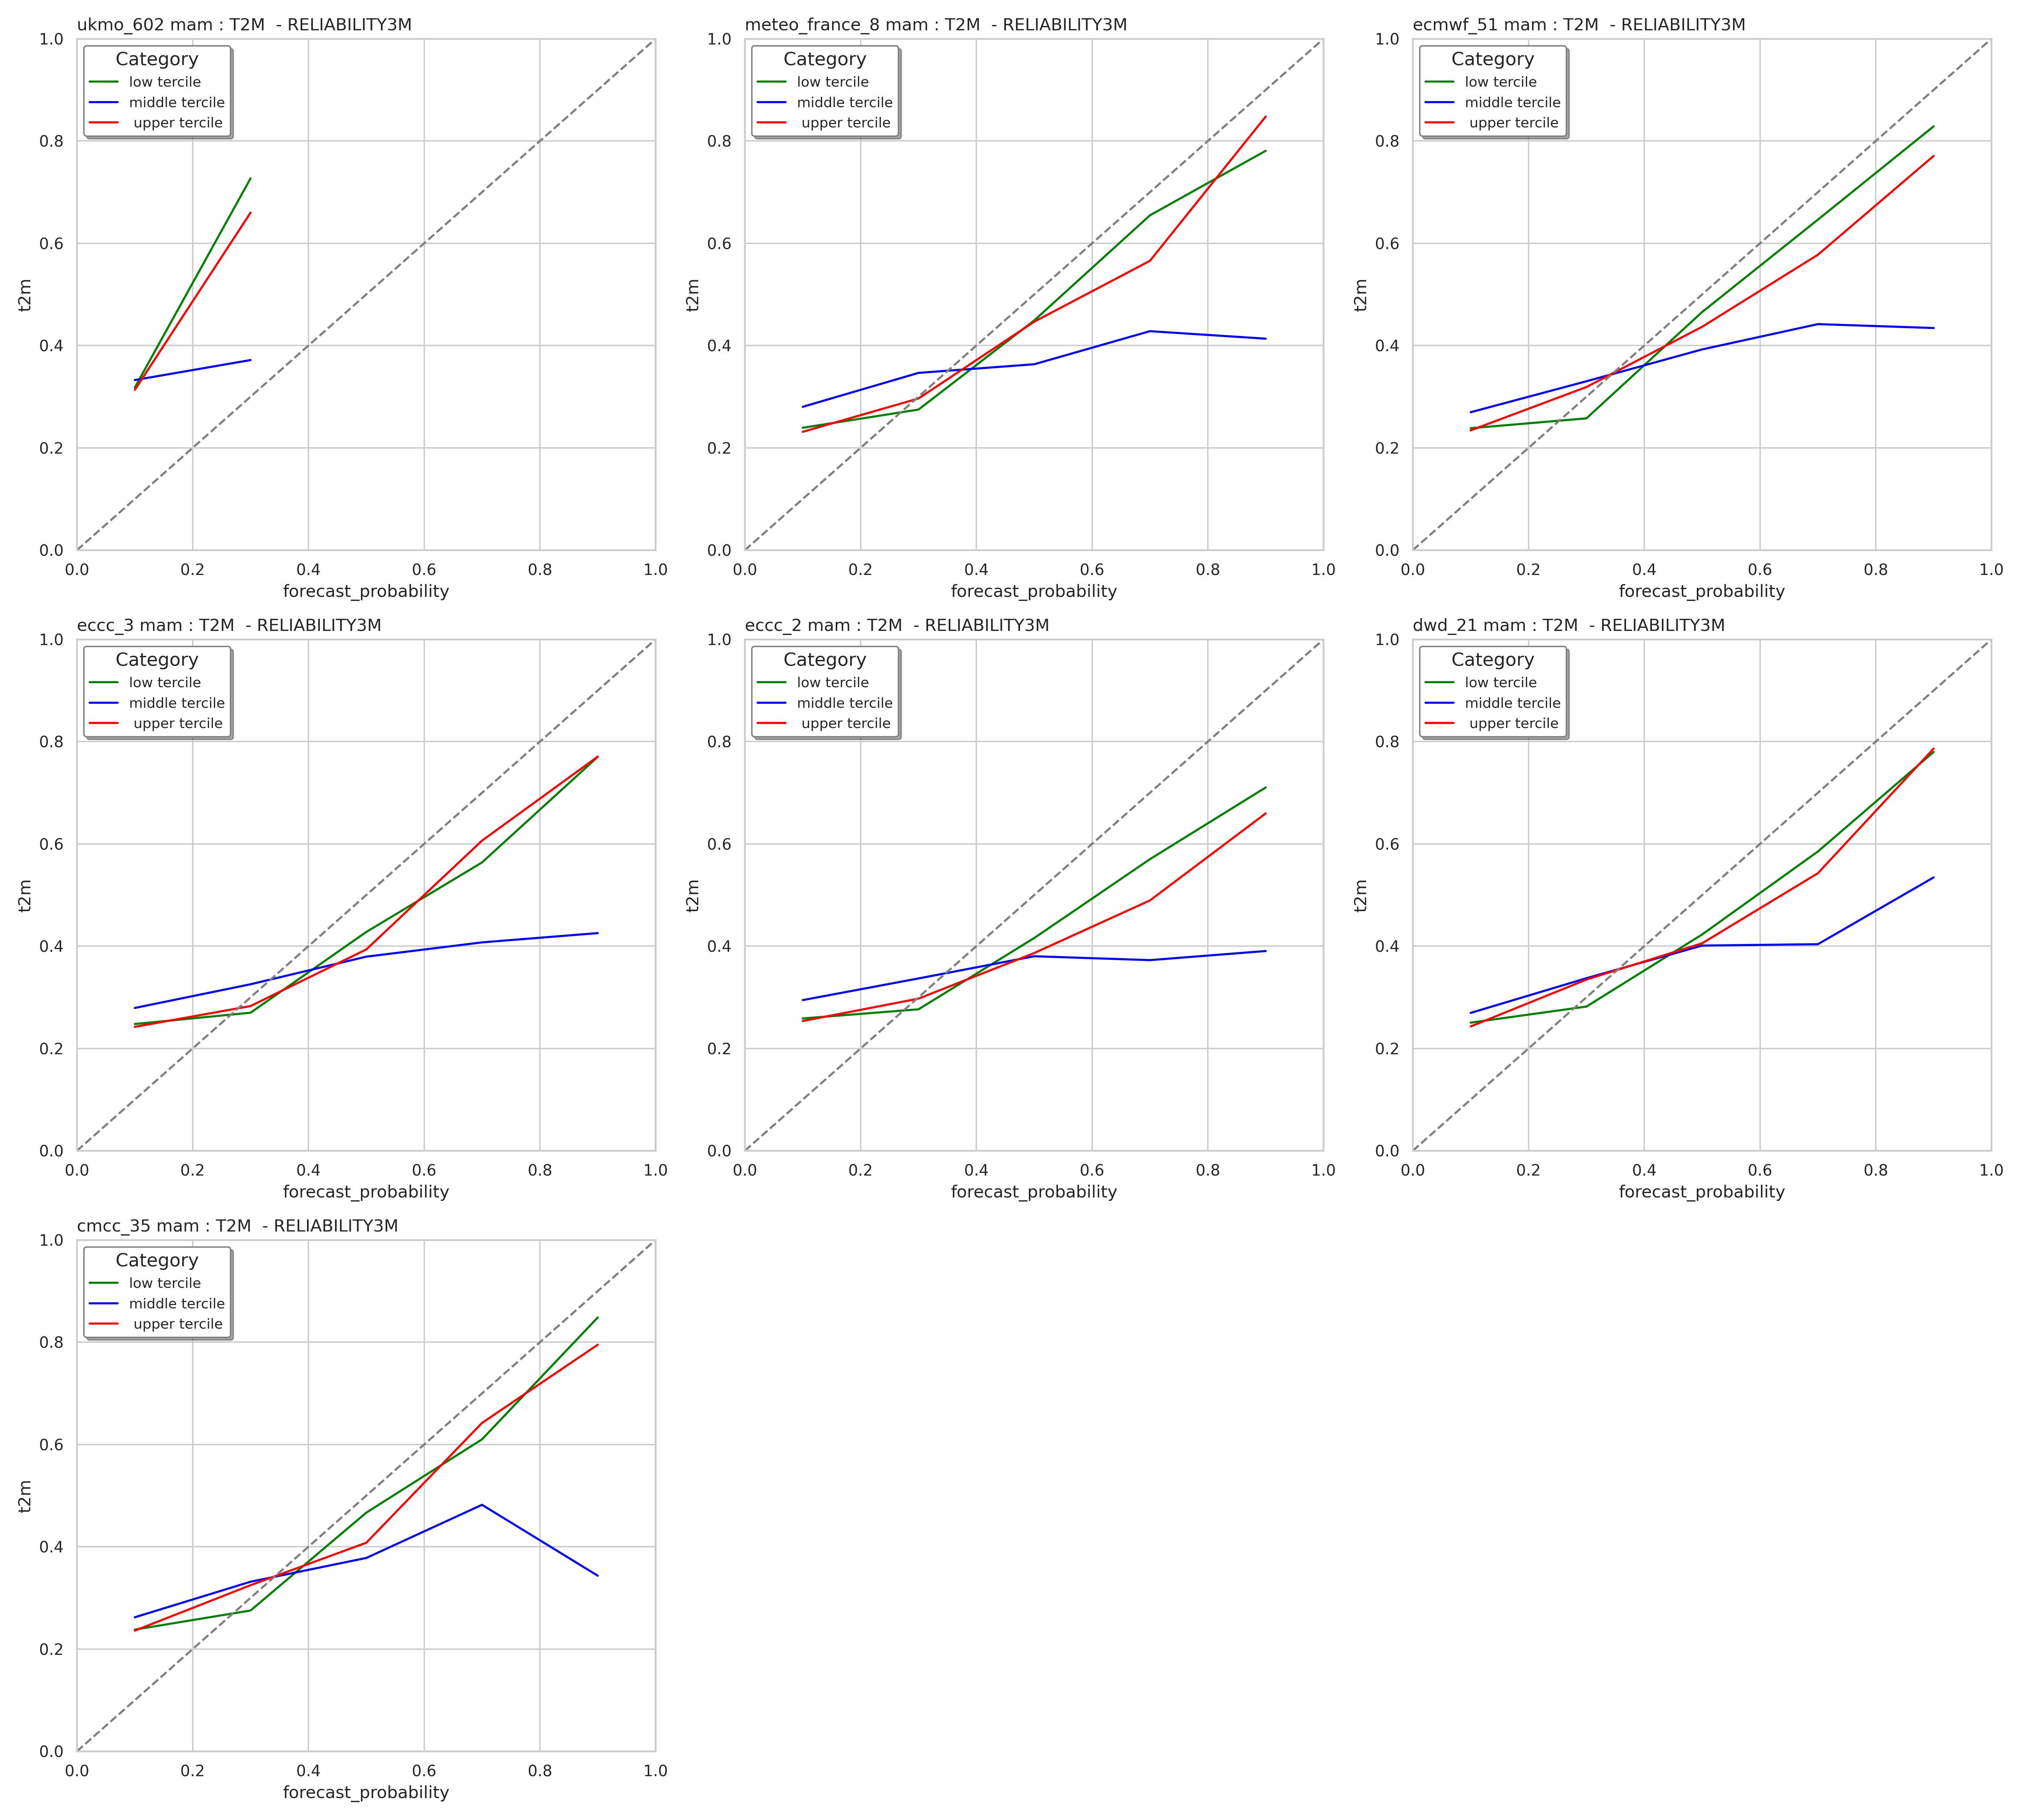 ukmo_602 mam : T2M  - RELIABILITY3M
1.0
Category
low tercile
middle tercile
upper tercile
0.8
0.6
t2m
0.4
0.2
0.0
0.0 0.2 0.4 0.6 0.8 1.0
forecast_probability
meteo_france_8 mam : T2M  - RELIABILITY3M
1.0
Category
low tercile
middle tercile
upper tercile
0.8
0.6
t2m
0.4
0.2
0.0
0.0 0.2 0.4 0.6 0.8 1.0
forecast_probability
ecmwf_51 mam : T2M  - RELIABILITY3M
1.0
Category
low tercile
middle tercile
upper tercile
0.8
0.6
t2m
0.4
0.2
0.0
0.0 0.2 0.4 0.6 0.8 1.0
forecast_probability
eccc_3 mam : T2M  - RELIABILITY3M
1.0
Category
low tercile
middle tercile
upper tercile
0.8
0.6
t2m
0.4
0.2
0.0
0.0 0.2 0.4 0.6 0.8 1.0
forecast_probability
eccc_2 mam : T2M  - RELIABILITY3M
1.0
Category
low tercile
middle tercile
upper tercile
0.8
0.6
t2m
0.4
0.2
0.0
0.0 0.2 0.4 0.6 0.8 1.0
forecast_probability
dwd_21 mam : T2M  - RELIABILITY3M
1.0
Category
low tercile
middle tercile
upper tercile
0.8
0.6
t2m
0.4
0.2
0.0
0.0 0.2 0.4 0.6 0.8 1.0
forecast_probability
cmcc_35 mam : T2M  - RELIABILITY3M
1.0
Category
low tercile
middle tercile
upper tercile
0.8
0.6
t2m
0.4
0.2
0.0
0.0 0.2 0.4 0.6 0.8 1.0
forecast_probability